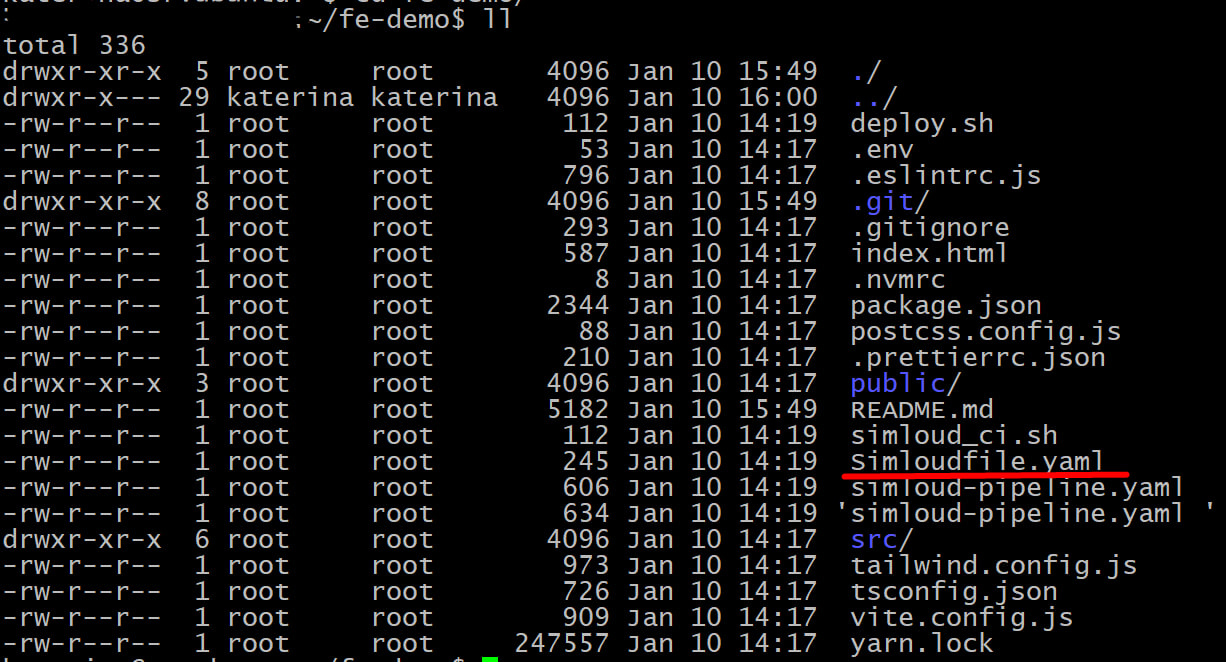 :~/fe-demo$ ll
total 336
drwxr-xr-x  5 root     root       4096 Jan 10 15:49 ./
drwxr-x--- 29 katerina katerina   4096 Jan 10 16:00 ../
-rw-r--r--  1 root     root        112 Jan 10 14:19 deploy.sh
-rw-r--r--  1 root     root         53 Jan 10 14:17 .env
-rw-r--r--  1 root     root        796 Jan 10 14:17 .eslintrc.js
drwxr-xr-x  8 root     root       4096 Jan 10 15:49 .git/
-rw-r--r--  1 root     root        293 Jan 10 14:17 .gitignore
-rw-r--r--  1 root     root        587 Jan 10 14:17 index.html
-rw-r--r--  1 root     root          8 Jan 10 14:17 .nvmrc
-rw-r--r--  1 root     root       2344 Jan 10 14:17 package.json
-rw-r--r--  1 root     root         88 Jan 10 14:17 postcss.config.js
-rw-r--r--  1 root     root        210 Jan 10 14:17 .prettierrc.json
drwxr-xr-x  3 root     root       4096 Jan 10 14:17 public/
-rw-r--r--  1 root     root       5182 Jan 10 15:49 README.md
-rw-r--r--  1 root     root        112 Jan 10 14:19 simloud_ci.sh
-rw-r--r--  1 root     root        245 Jan 10 14:19 Simloudfile.yaml
-rw-r--r--  1 root     root        606 Jan 10 14:19 simloud-pipeline.yaml
-rw-r--r--  1 root     root        634 Jan 10 14:19 'simloud-pipeline.yaml '
drwxr-xr-x  6 root     root       4096 Jan 10 14:17 src/
-rw-r--r--  1 root     root        973 Jan 10 14:17 tailwind.config.js
-rw-r--r--  1 root     root        726 Jan 10 14:17 tsconfig.json
-rw-r--r--  1 root     root        909 Jan 10 14:17 vite.config.js
-rw-r--r--  1 root     root     247557 Jan 10 14:17 yarn.lock